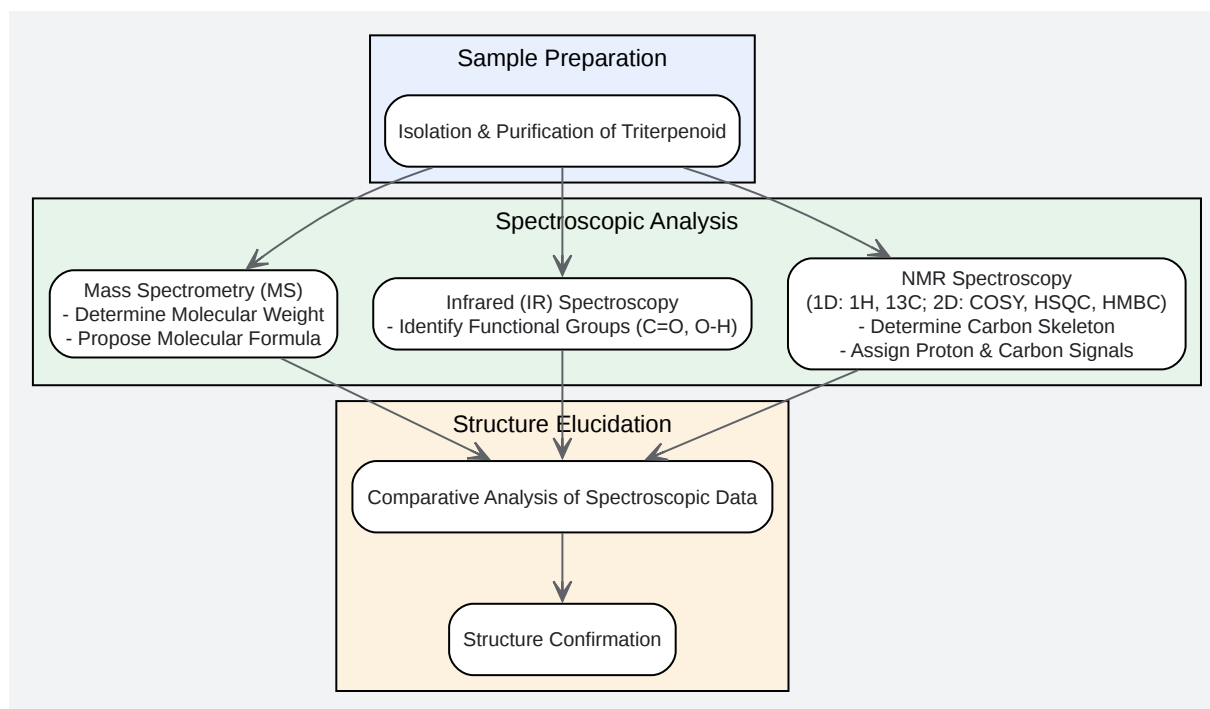 Sample Preparation
Isolation & Purification of Triterpenoid
Spectroscopic Analysis
Mass Spectrometry (MS)
- Determine Molecular Weight
- Propose Molecular Formula
Infrared (IR) Spectroscopy
- Identify Functional Groups (C=O, O-H)
NMR Spectroscopy
(1D: 1H, 13C; 2D: COSY, HSQC, HMBC)
- Determine Carbon Skeleton
- Assign Proton & Carbon Signals
Structure Elucidation
Comparative Analysis of Spectroscopic Data
Structure Confirmation